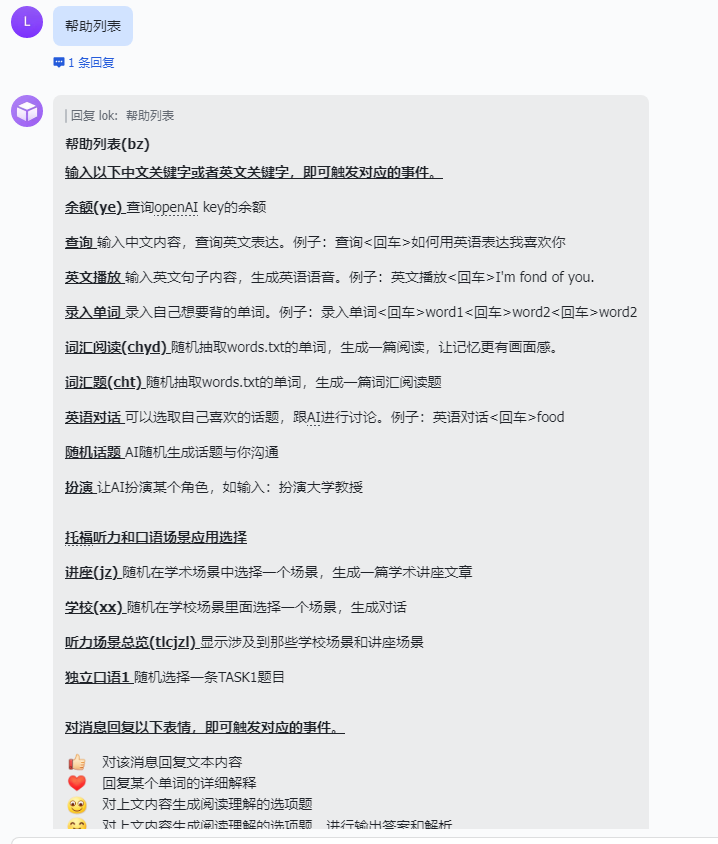 L
帮助列表
1 条回复
回复 lok: 帮助列表
帮助列表(bz)
输入以下中文关键字或者英文关键字，即可触发对应的事件。
余额(ye) 查询openAI key的余额
查询 输入中文内容，查询英文表达。例子：查询<回车>如何用英语表达我喜欢你
英文播放 输入英文句子内容，生成英语语音。例子：英文播放<回车>I'm fond of you.
录入单词 录入自己想要背的单词。例子：录入单词<回车>word1<回车>word2<回车>word2
词汇阅读(chyd) 随机抽取words.txt的单词，生成一篇阅读，让记忆更有画面感。
词汇题(cht) 随机抽取words.txt的单词，生成一篇词汇阅读题
英语对话 可以选取自己喜欢的话题，跟AI进行讨论。例子：英语对话<回车>food
随机话题 AI随机生成话题与你沟通
扮演 让AI扮演某个角色，如输入：扮演大学教授
托福听力和口语场景应用选择
讲座(jz) 随机在学术场景中选择一个场景，生成一篇学术讲座文章
学校(xx) 随机在学校场景里面选择一个场景，生成对话
听力场景总览(tlcjzl) 显示涉及到那些学校场景和讲座场景
独立口语1 随机选择一条TASK1题目
对消息回复以下表情，即可触发对应的事件。
对该消息回复文本内容
回复某个单词的详细解释
对上文内容生成阅读理解的选项题
对上文内容生成阅读理解的选项题，进行输出答案和解析